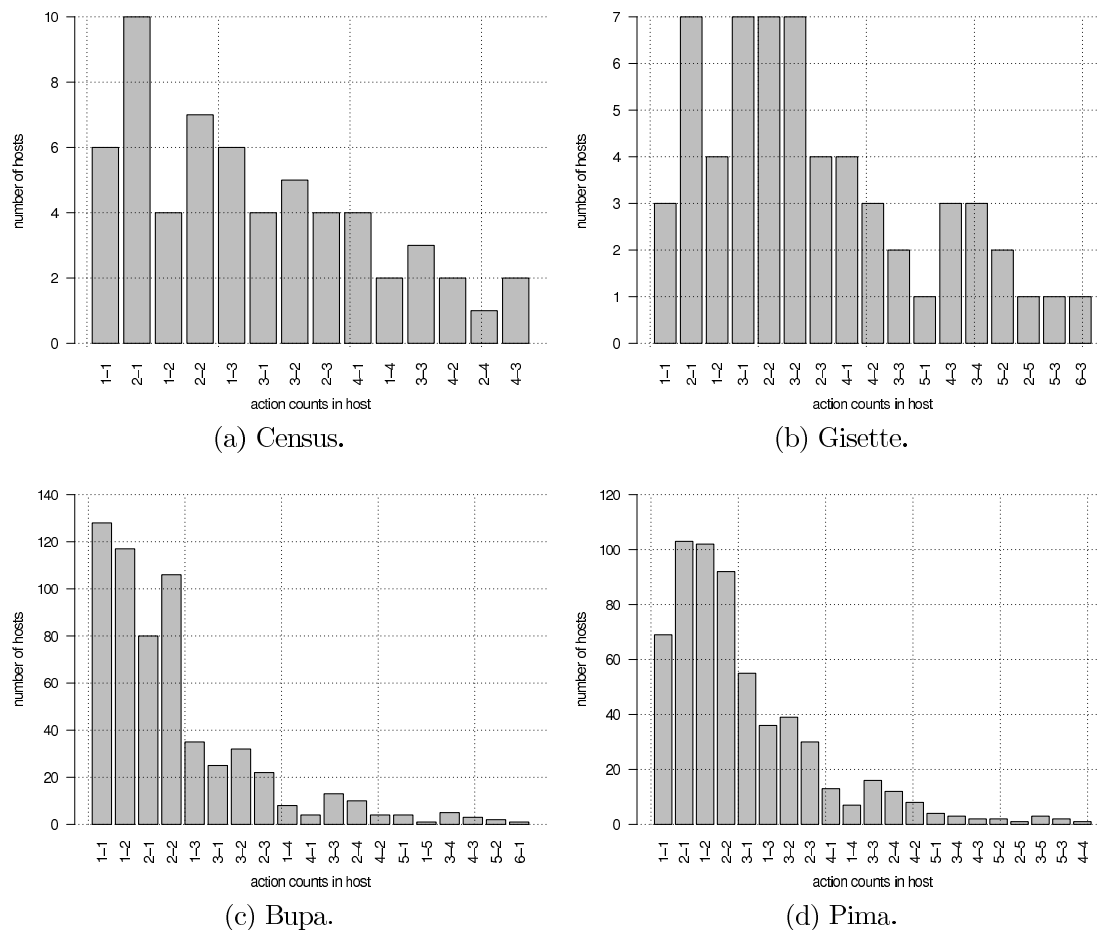 10
8
6
4
2
0
number of hosts
1–1 2–1 1–2 2–2 1–3 3–1 3–2 2–3 4–1 1–4 3–3 4–2 2–4 4–3
action counts in host
(a) Census.
7
6
5
4
3
2
1
0
number of hosts
1–1 2–1 1–2 3–1 2–2 3–2 2–3 4–1 4–2 3–3 5–1 4–3 3–4 5–2 2–5 5–3 6–3
action counts in host
(b) Gisette.
140
120
100
80
60
40
20
0
number of hosts
1–1 1–2 2–1 2–2 1–3 3–1 3–2 2–3 1–4 4–1 3–3 2–4 4–2 5–1 1–5 3–4 4–3 5–2 6–1
action counts in host
(c) Bupa.
120
100
80
60
40
20
0
number of hosts
1–1 2–1 1–2 2–2 3–1 1–3 3–2 2–3 4–1 1–4 3–3 2–4 4–2 5–1 3–4 4–3 5–2 2–5 3–5 5–3 4–4
action counts in host
(d) Pima.